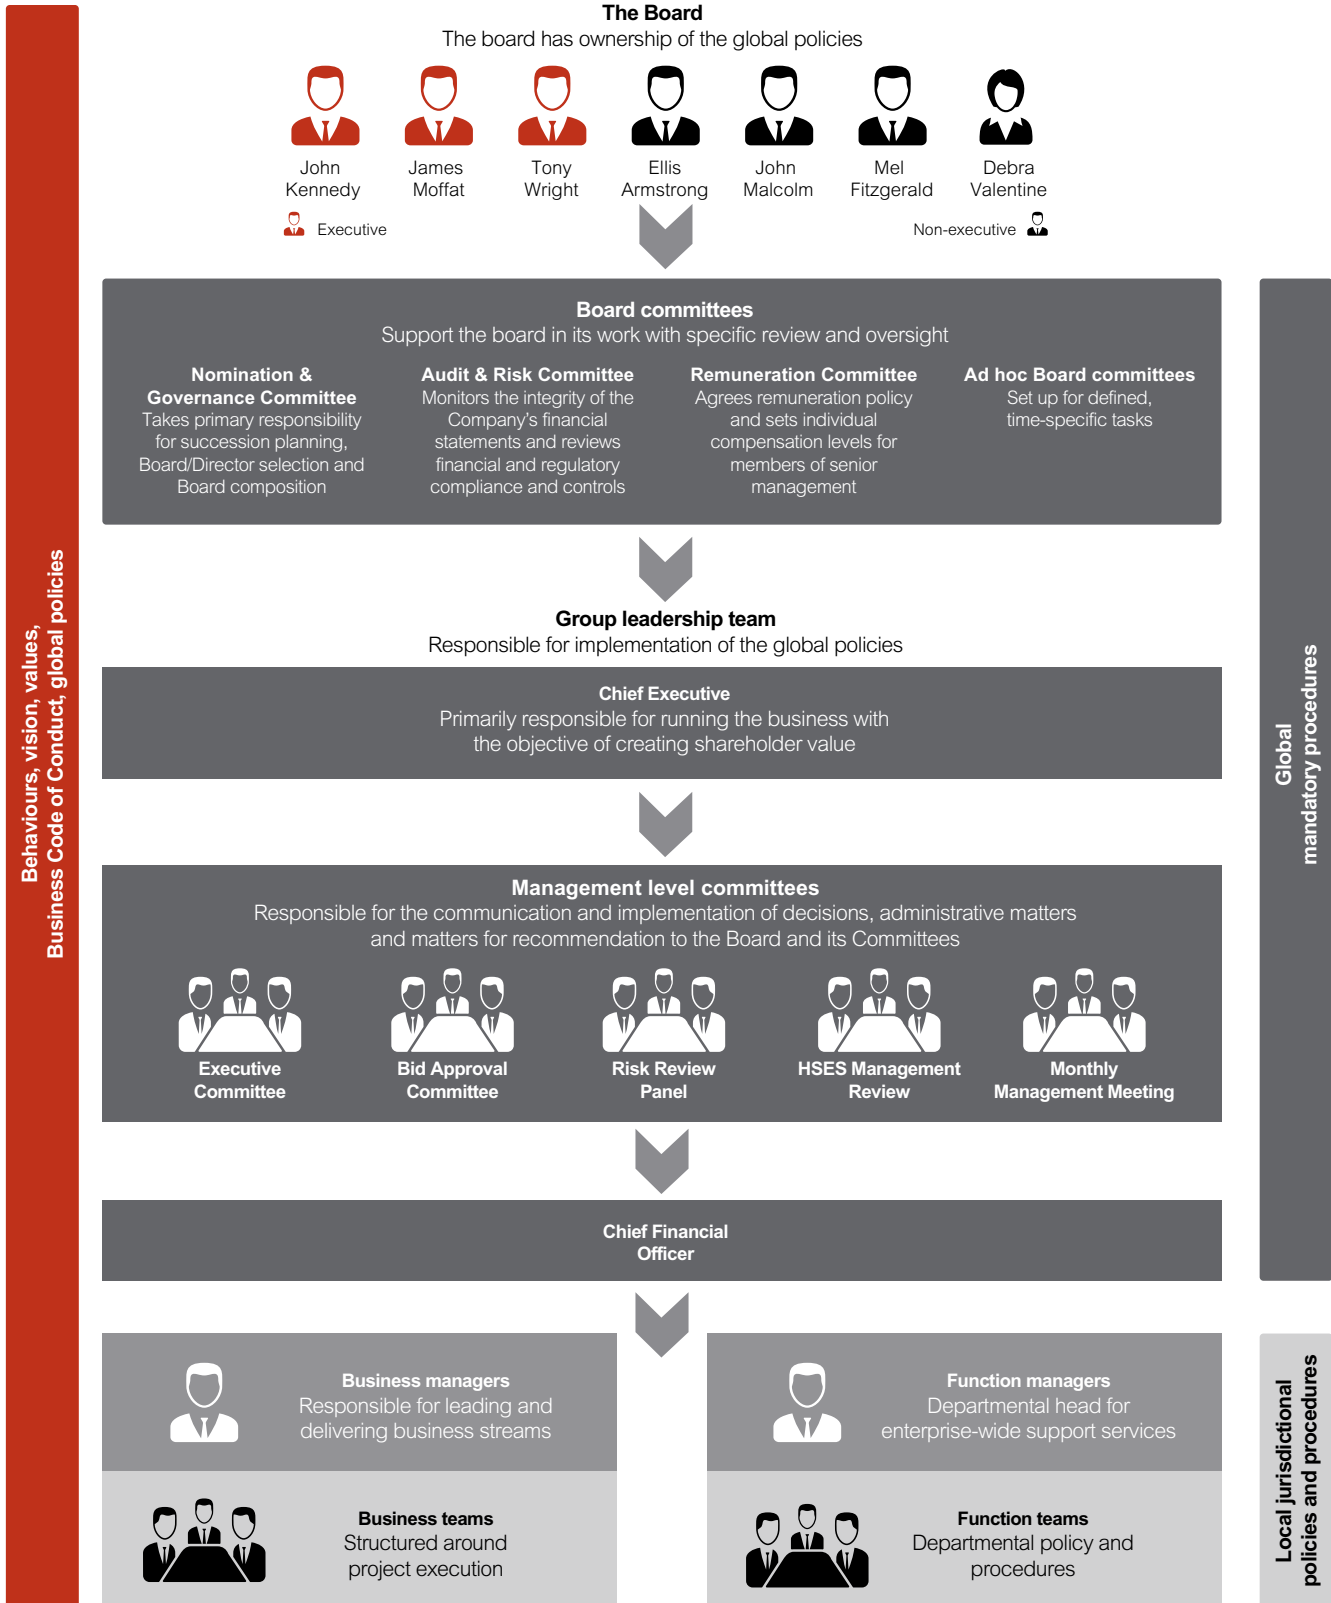 The Board
The board has ownership of the global policies
John
Kennedy
James
Moffat
Tony
Wright
Ellis
Armstrong
John
Malcolm
Mel
Fitzgerald
Debra
Valentine
Executive
Non-executive
Board committees
Support the board in its work with specific review and oversight
Nomination &
Governance Committee
Takes primary responsibility
for succession planning,
Board/Director selection and
Board composition
Audit & Risk Committee
Monitors the integrity of the
Company's financial
statements and reviews
financial and regulatory
compliance and controls
Remuneration Committee
Agrees remuneration policy
and sets individual
compensation levels for
members of senior
management
Ad hoc Board committees
Set up for defined,
time-specific tasks
Group leadership team
Responsible for implementation of the global policies
Chief Executive
Primarily responsible for running the business with
the objective of creating shareholder value
Management level committees
Responsible for the communication and implementation of decisions, administrative matters
and matters for recommendation to the Board and its Committees
Executive
Committee
Bid Approval
Committee
Risk Review
Panel
HSES Management
Review
Monthly
Management Meeting
Chief Financial
Officer
Business managers
Responsible for leading and
delivering business streams
Function managers
Departmental head for
enterprise-wide support services
Business teams
Structured around
project execution
Function teams
Departmental policy and
procedures
Behaviours, vision, values,
Business Code of Conduct, global policies
Global
mandatory procedures
Local jurisdictional
policies and procedures